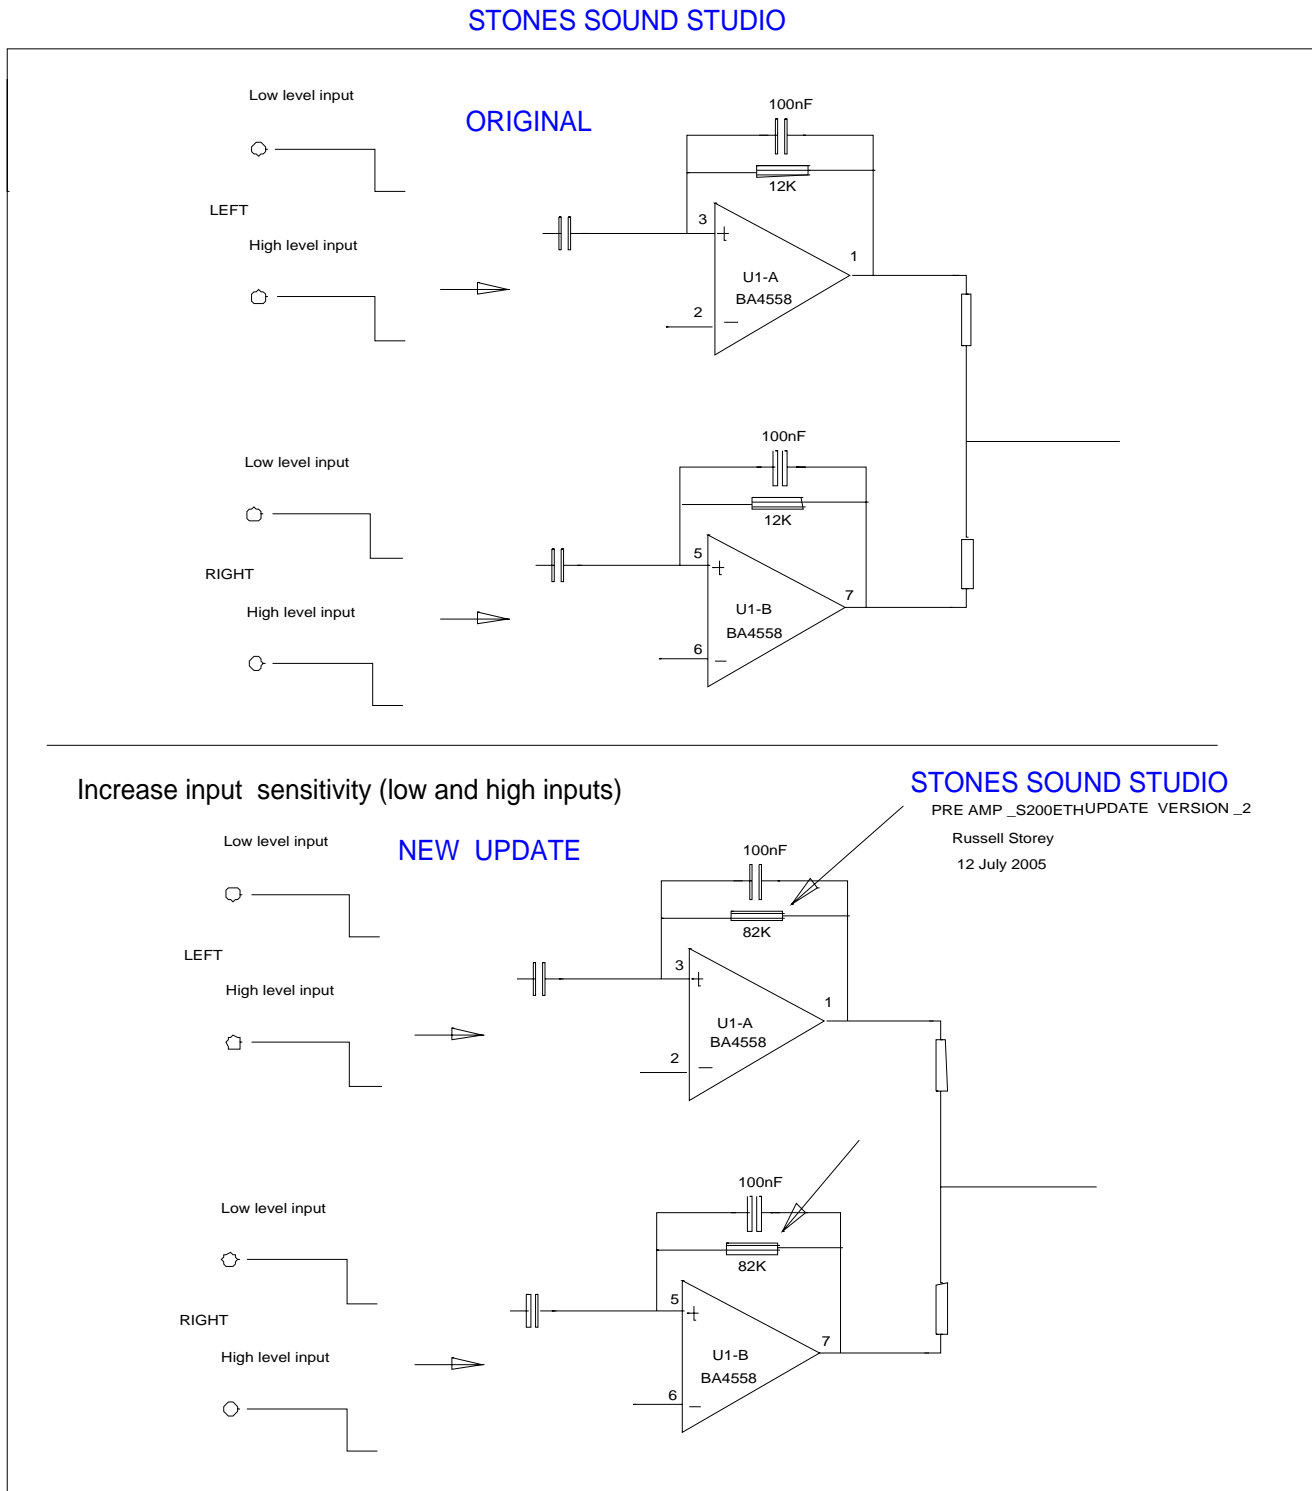 STONES SOUND STUDIO
Low level input
ORIGINAL
100nF
12K
LEFT
3
+
High level input
1
U1-A
BA4558
2
−
Low level input
100nF
12K
5
+
RIGHT
High level input
U1-B
7
BA4558
6
−
Increase input sensitivity (low and high inputs)
STONES SOUND STUDIO
PRE AMP _S200ETHUPDATE VERSION _2
Russell Storey
12 July 2005
Low level input
NEW UPDATE
100nF
82K
LEFT
3
+
High level input
1
U1-A
BA4558
2
−
Low level input
100nF
82K
5
+
RIGHT
High level input
U1-B
7
BA4558
6
−